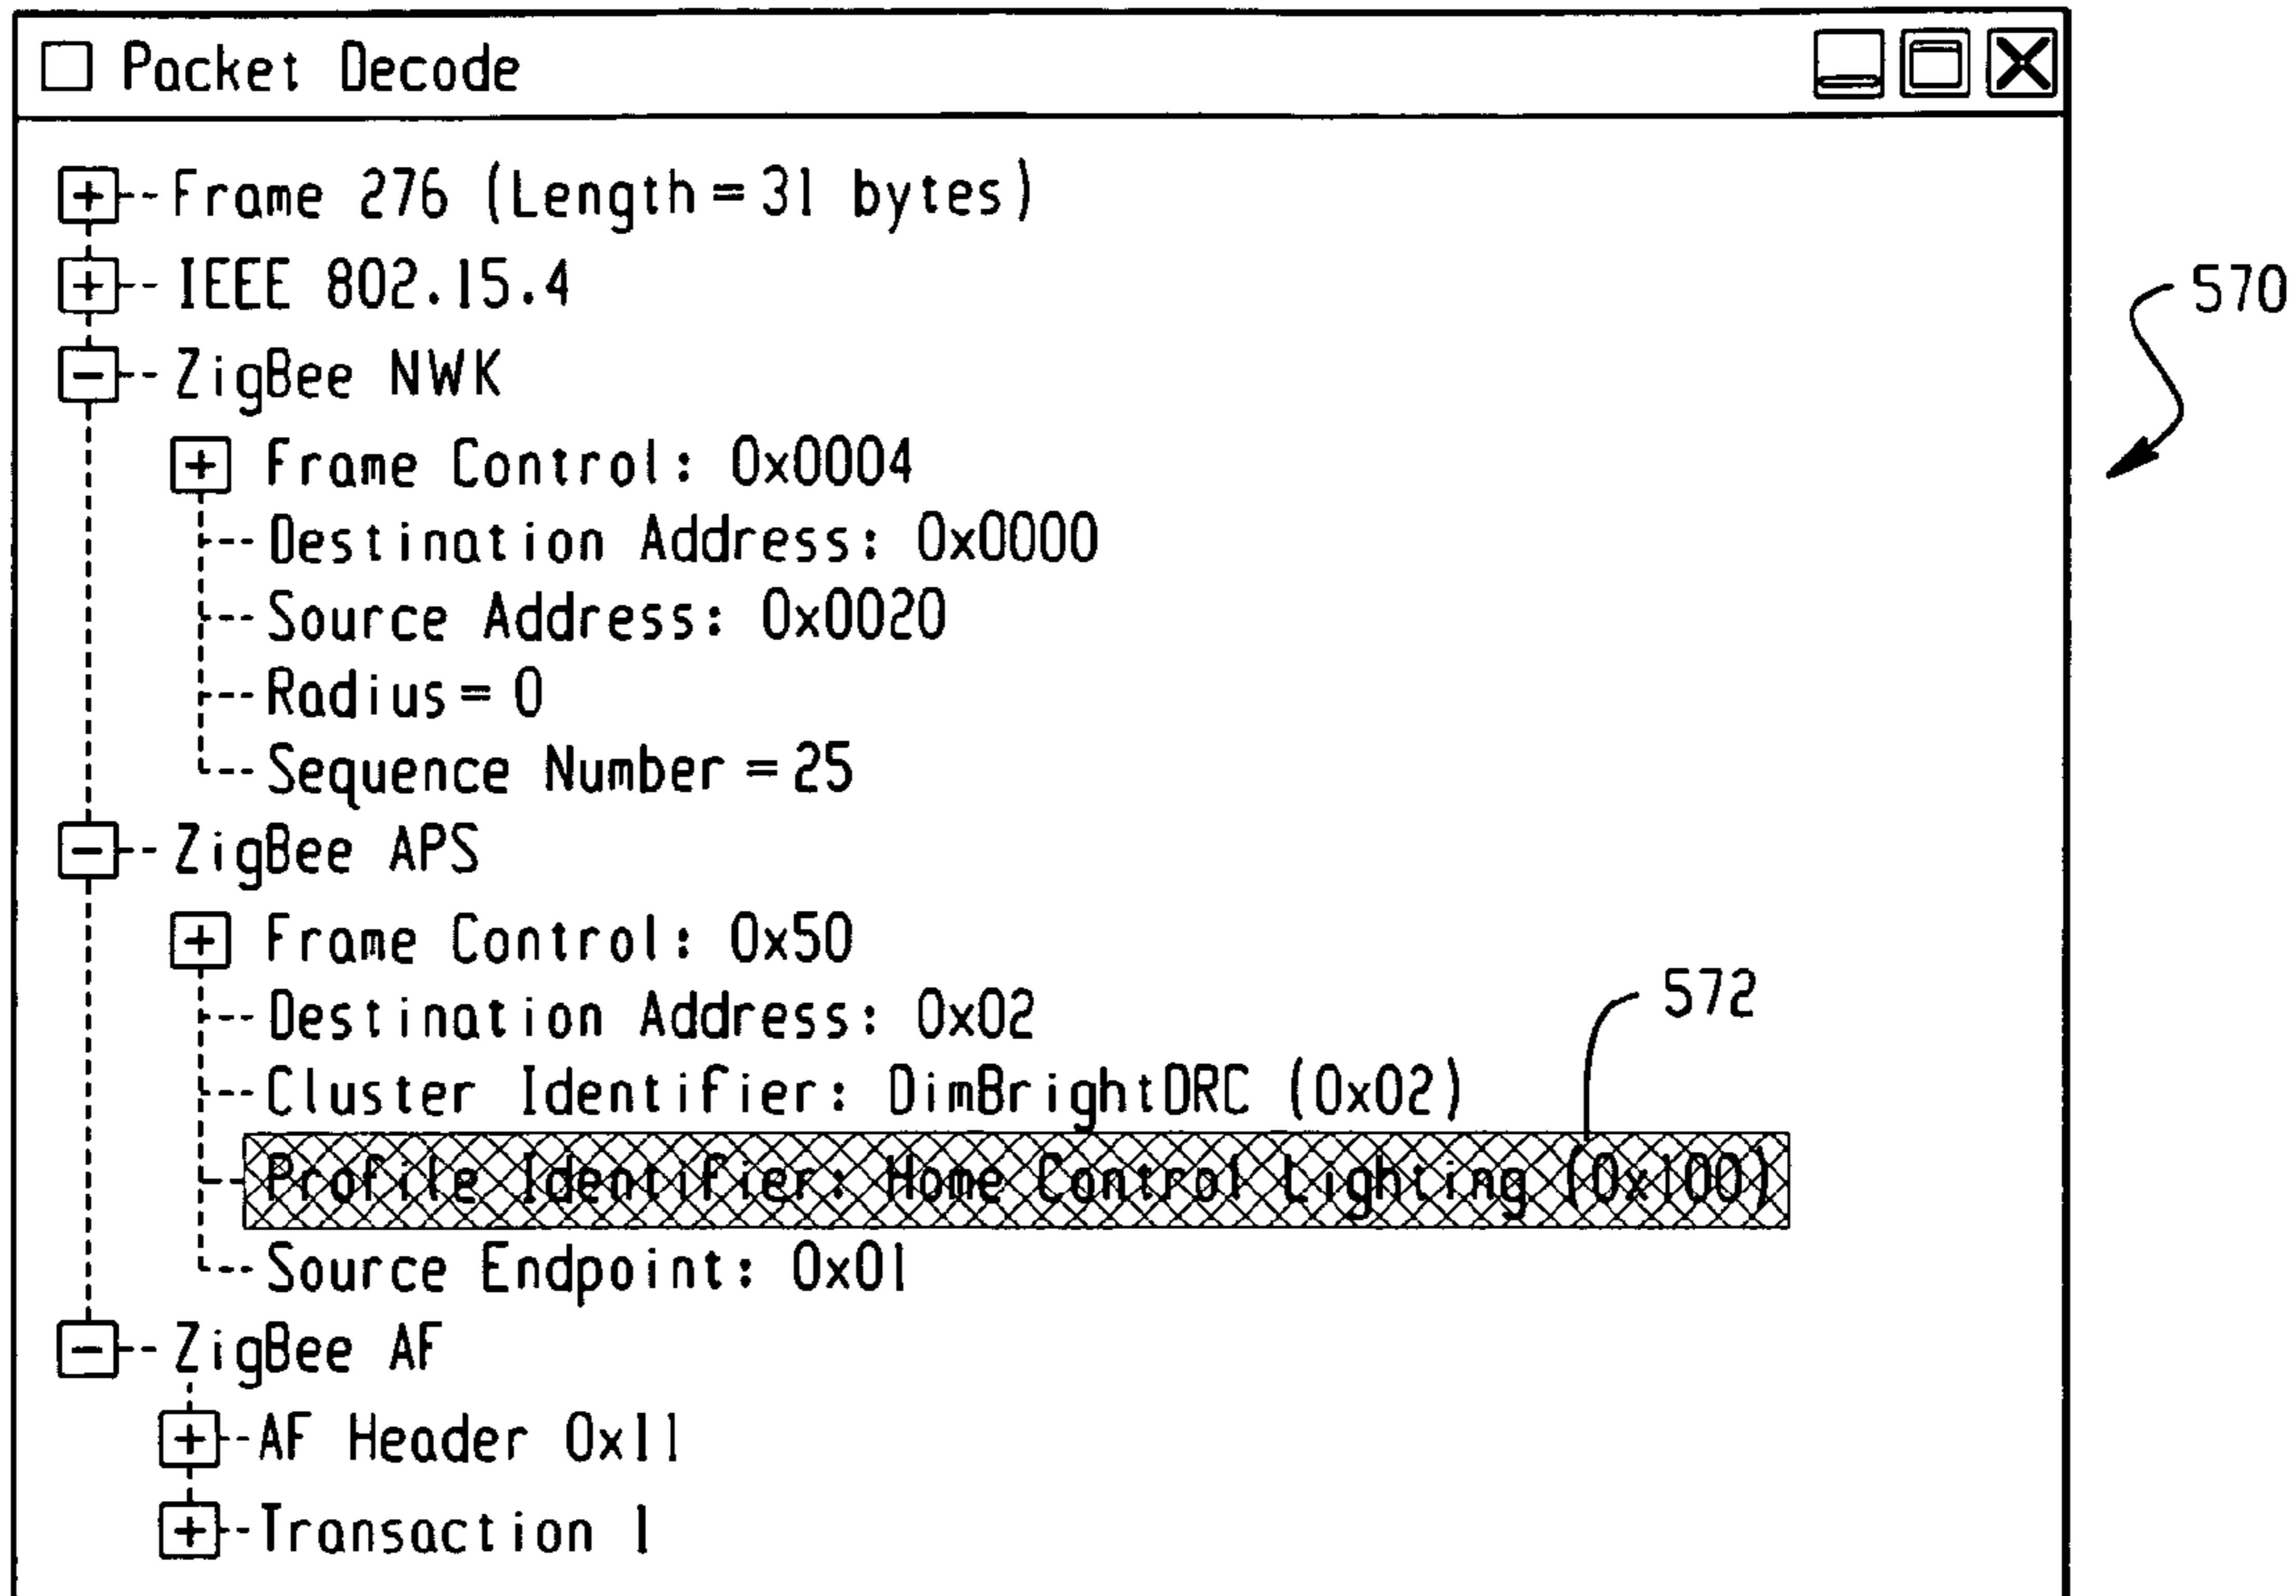 Packet Decode
Frame 276 (Length=31 bytes)
IEEE 802.15.4
570
ZigBee NWK
Frame Control: 0x0004
Destination Address: 0x0000
Source Address: 0x0020
Radius=0
Sequence Number=25
ZigBee APS
Frame Control: 0x50
572
Destination Address: 0x02
Cluster Identifier: DimBrightDRC (0x02)
Profile Identifier: Home Control Lighting (0x100)
Source Endpoint: 0x01
ZigBee AF
AF Header 0x11
Transaction 1